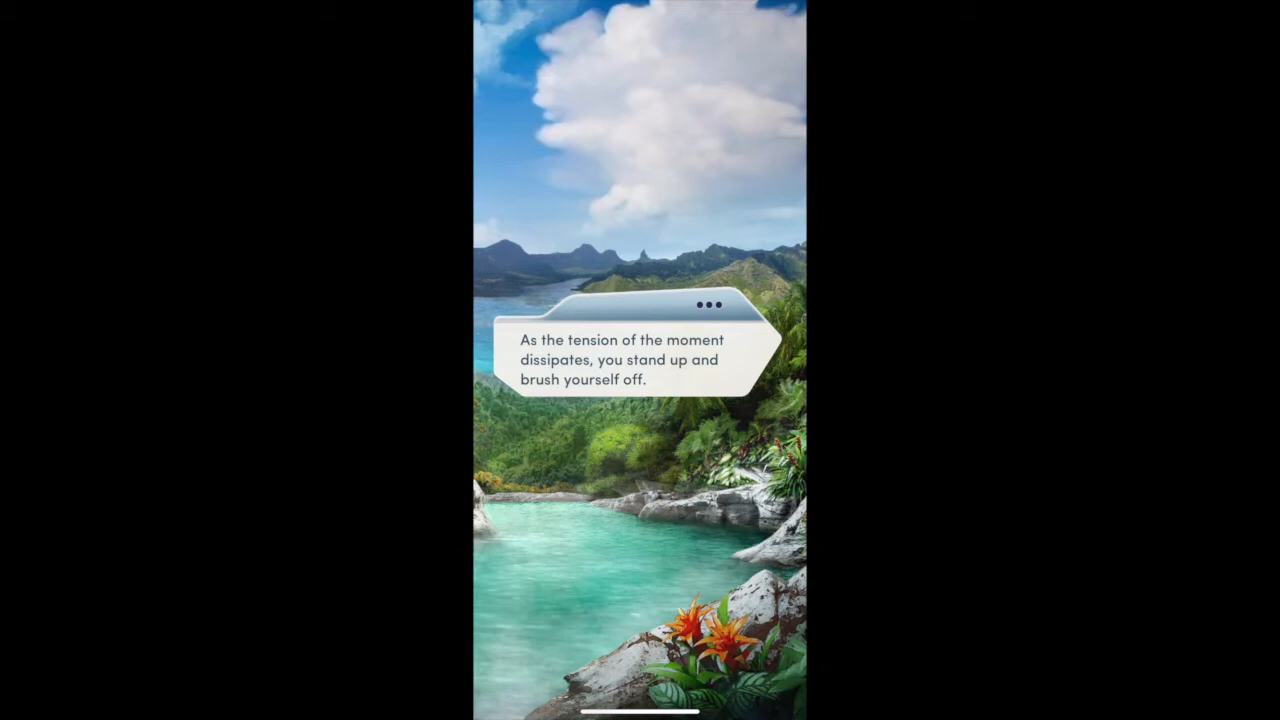 As the tension of the moment
dissipates, you stand up and
brush yourself off.